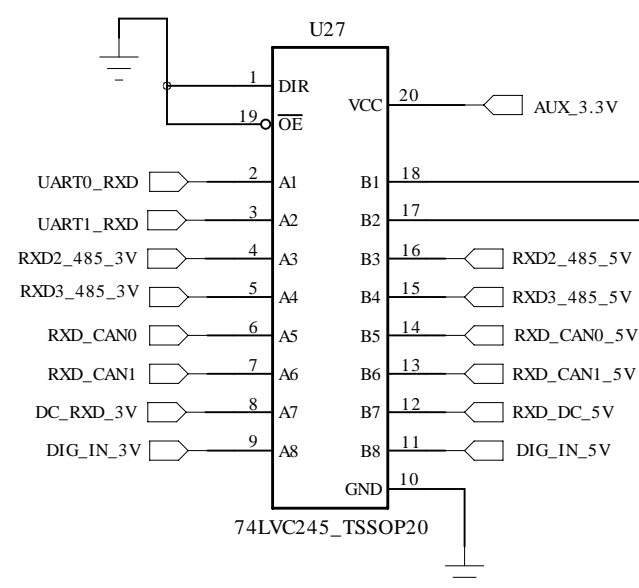 U27
1 DIR
VCC 20 AUX_3.3V
19 OE
UART0_RXD 2 A1 B1 18
UART1_RXD 3 A2 B2 17
RXD2_485_3V 4 A3 B3 16 RXD2_485_5V
RXD3_485_3V 5 A4 B4 15 RXD3_485_5V
RXD_CAN0 6 A5 B5 14 RXD_CAN0_5V
RXD_CAN1 7 A6 B6 13 RXD_CAN1_5V
DC_RXD_3V 8 A7 B7 12 RXD_DC_5V
DIG_IN_3V 9 A8 B8 11 DIG_IN_5V
GND 10
74LVC245_TSSOP20